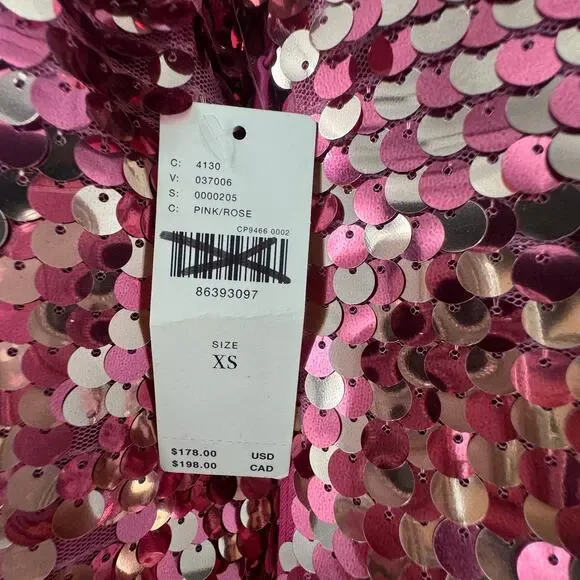 C: 4130
V: 037006
S: 0000205
C: PINK/ROSE
CP9466 0002
86393097
SIZE
XS
$178.00 USD
$198.00 CAD